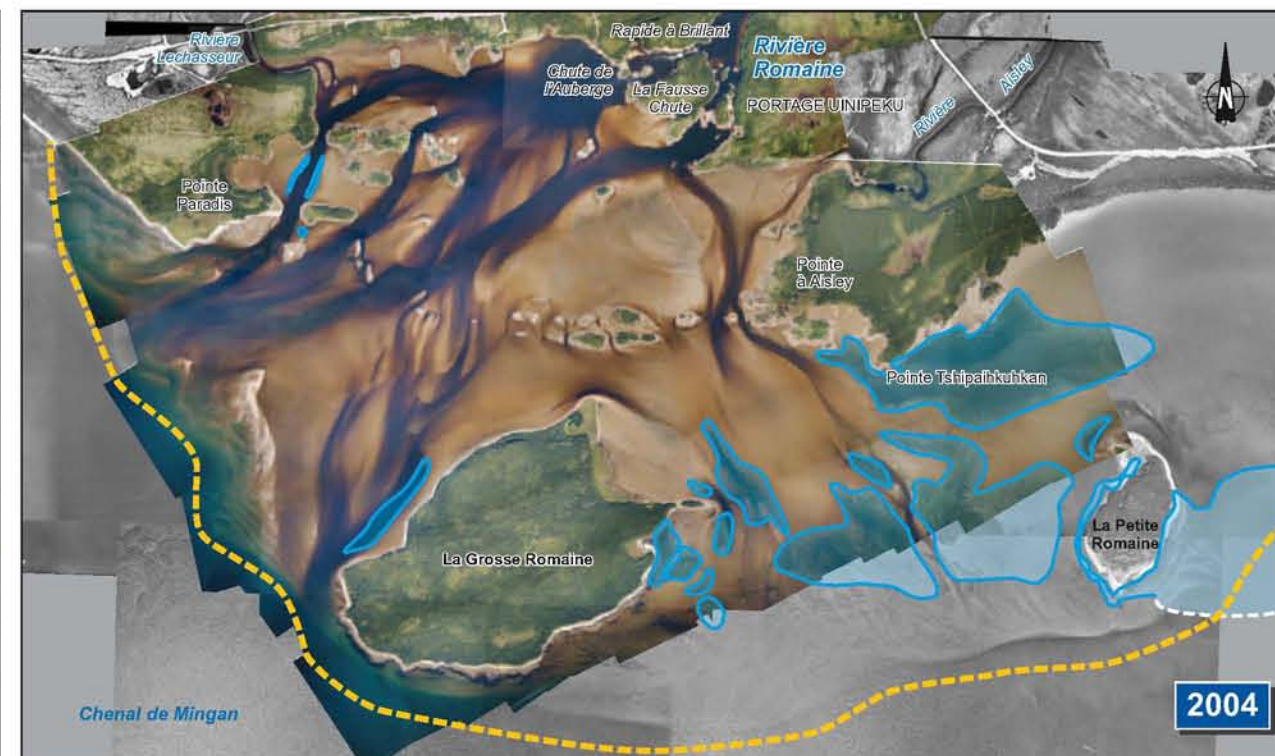 Rapide à Brillant
Rivière
Lechasseur
Rivière
Romaine
Chute de
l'Auberge
La Fausse
Chute
PORTAGE UINIPEKU
Rivière Aisley
N
Pointe
Paradis
Pointe
à Aisley
Pointe Tshipaihkuhkan
La Petite
Romaine
La Grosse Romaine
Chenal de Mingan
2004